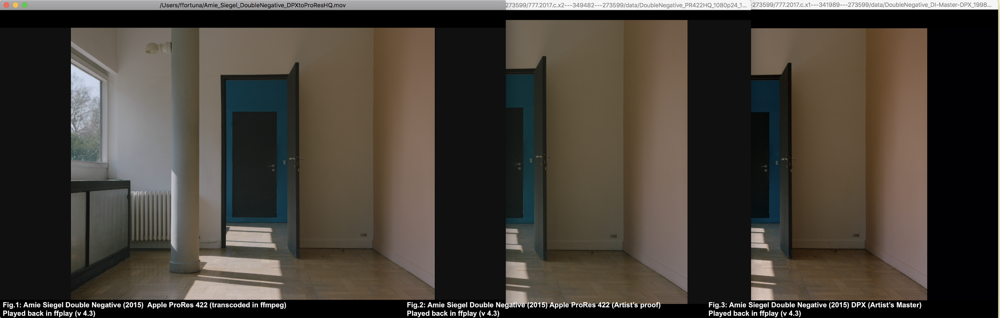 /Users/ffortuna/Amie_Siegel_DoubleNegative_DPXtoProResHQ.mov
273599/777.2017.c.x2---349482---273599/data/DoubleNegative_PR422HQ_1080p24_1...
-273599/777.2017.c.x1---341989---273599/data/DoubleNegative_DI-Master-DPX_1998...
Fig.1: Amie Siegel Double Negative (2015)  Apple ProRes 422 (transcoded in ffmpeg)
Played back in ffplay (v 4.3)
Fig.2: Amie Siegel Double Negative (2015) Apple ProRes 422 (Artist’s proof)
Played back in ffplay (v 4.3)
Fig.3: Amie Siegel Double Negative (2015) DPX (Artist’s Master)
Played back in ffplay (v 4.3)